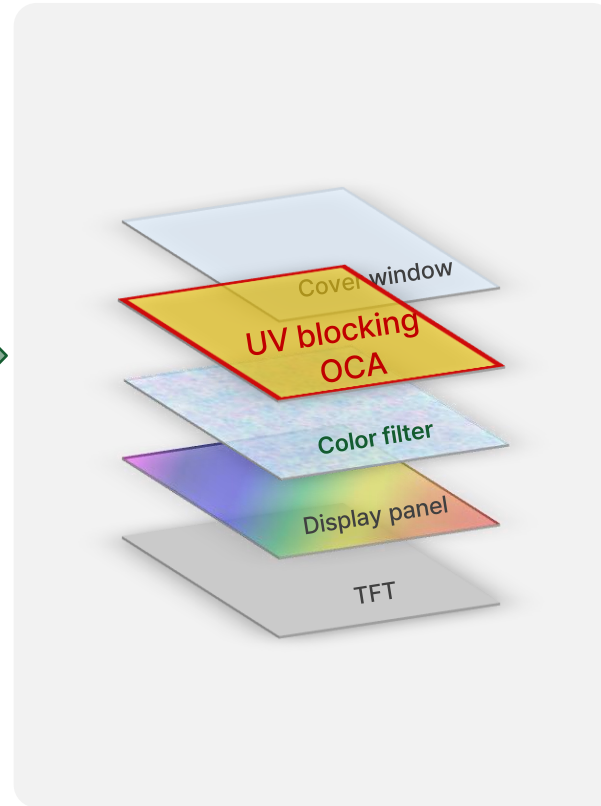 Cover window
UV blocking
OCA
Color filter
Display panel
TFT